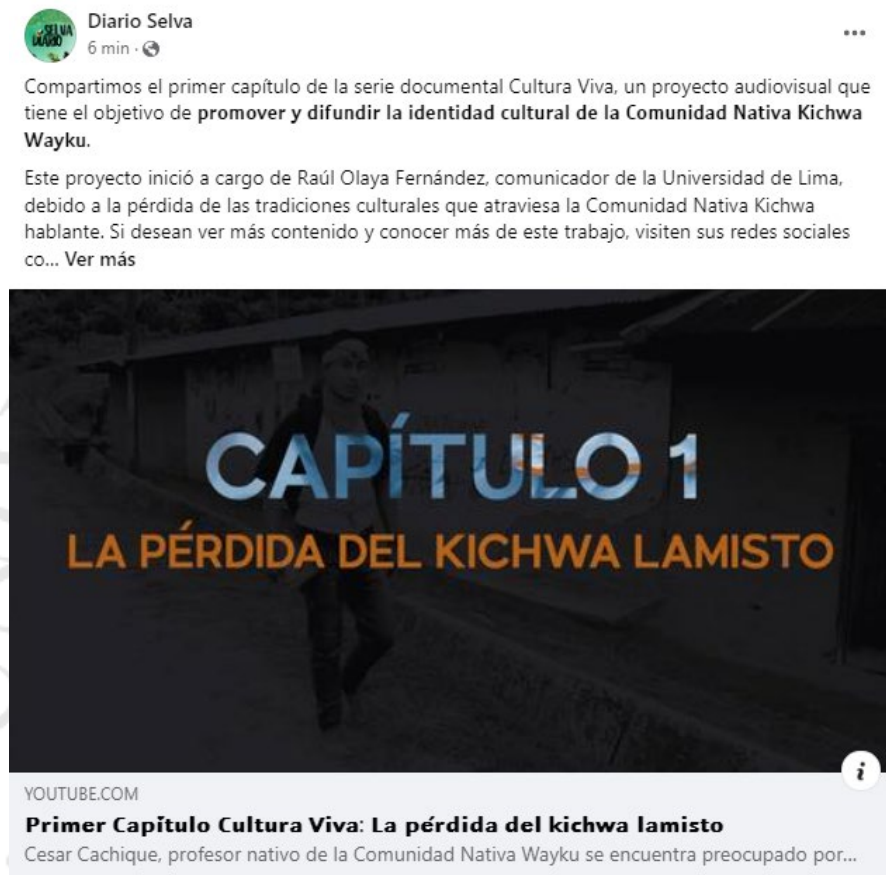 SELVA
DIARIO
Diario Selva
6 min ·
Compartimos el primer capítulo de la serie documental Cultura Viva, un proyecto audiovisual que
tiene el objetivo de promover y difundir la identidad cultural de la Comunidad Nativa Kichwa
Wayku.
Este proyecto inició a cargo de Raúl Olaya Fernández, comunicador de la Universidad de Lima,
debido a la pérdida de las tradiciones culturales que atraviesa la Comunidad Nativa Kichwa
hablante. Si desean ver más contenido y conocer más de este trabajo, visiten sus redes sociales
co... Ver más
CAPÍTULO 1
LA PÉRDIDA DEL KICHWA LAMISTO
i
YOUTUBE.COM
Primer Capítulo Cultura Viva: La pérdida del kichwa lamisto
Cesar Cachique, profesor nativo de la Comunidad Nativa Wayku se encuentra preocupado por...